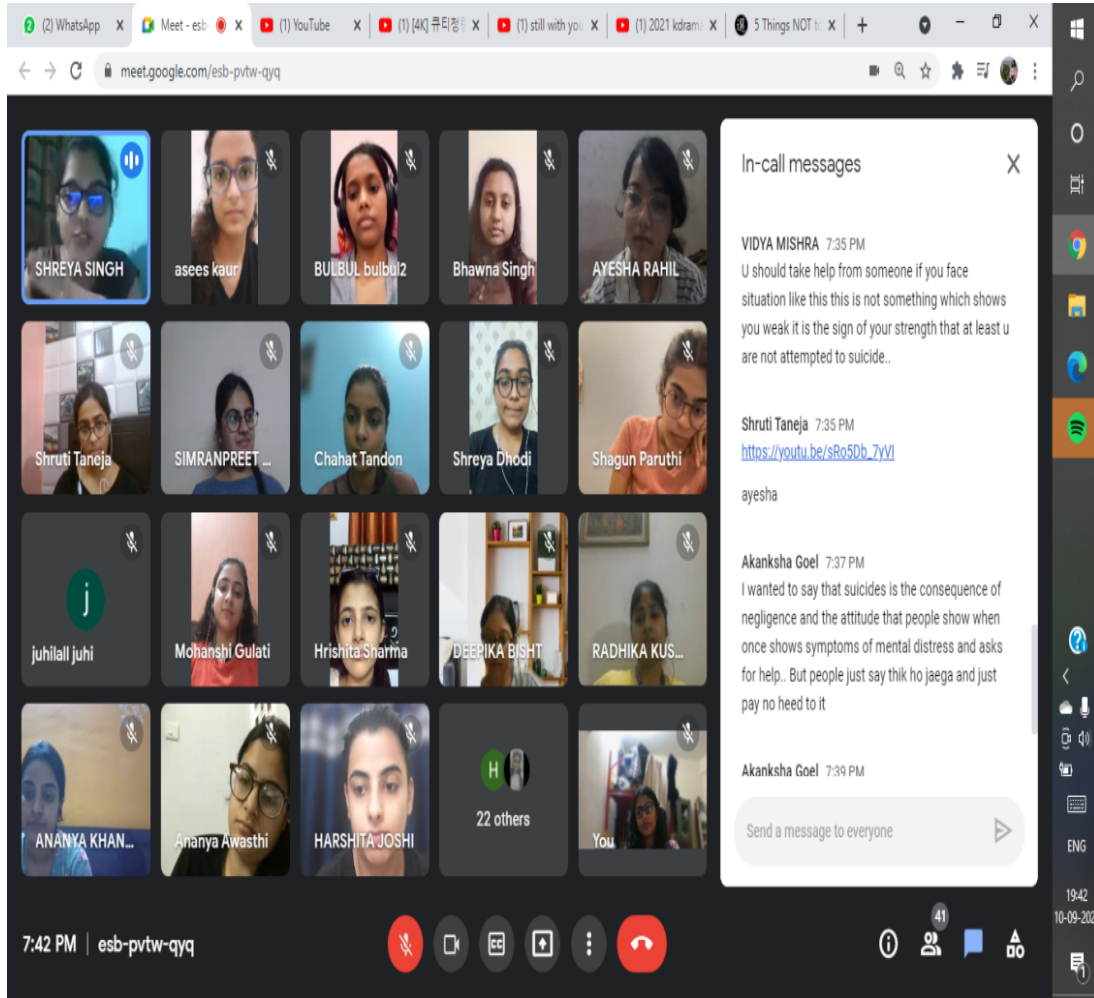 (2) WhatsApp
Meet - esb
(1) YouTube
(1) [4K] 큐티청
(1) still with you
(1) 2021 kdrama
5 Things NOT to
meet.google.com/esb-pvtw-qyq
SHREYA SINGH
asees kaur
BULBUL bulbul2
Bhawna Singh
AYESHA RAHIL
Shruti Taneja
SIMRANPREET ...
Chahat Tandon
Shreya Dhodi
Shagun Paruthi
j
juhilall juhi
Mohanshi Gulati
Hrishita Sharma
DEEPIKA BISHT
RADHIKA KUS...
ANANYA KHAN...
Ananya Awasthi
HARSHITA JOSHI
H
22 others
You
In-call messages
VIDYA MISHRA 7:35 PM
U should take help from someone if you face
situation like this this is not something which shows
you weak it is the sign of your strength that at least u
are not attempted to suicide..
Shruti Taneja 7:35 PM
https://youtu.be/sRo5Db_7yVI
ayesha
Akanksha Goel 7:37 PM
I wanted to say that suicides is the consequence of
negligence and the attitude that people show when
once shows symptoms of mental distress and asks
for help.. But people just say thik ho jaega and just
pay no heed to it
Akanksha Goel 7:39 PM
Send a message to everyone
7:42 PM | esb-pvtw-qyq
41
ENG
19:42
10-09-202
1